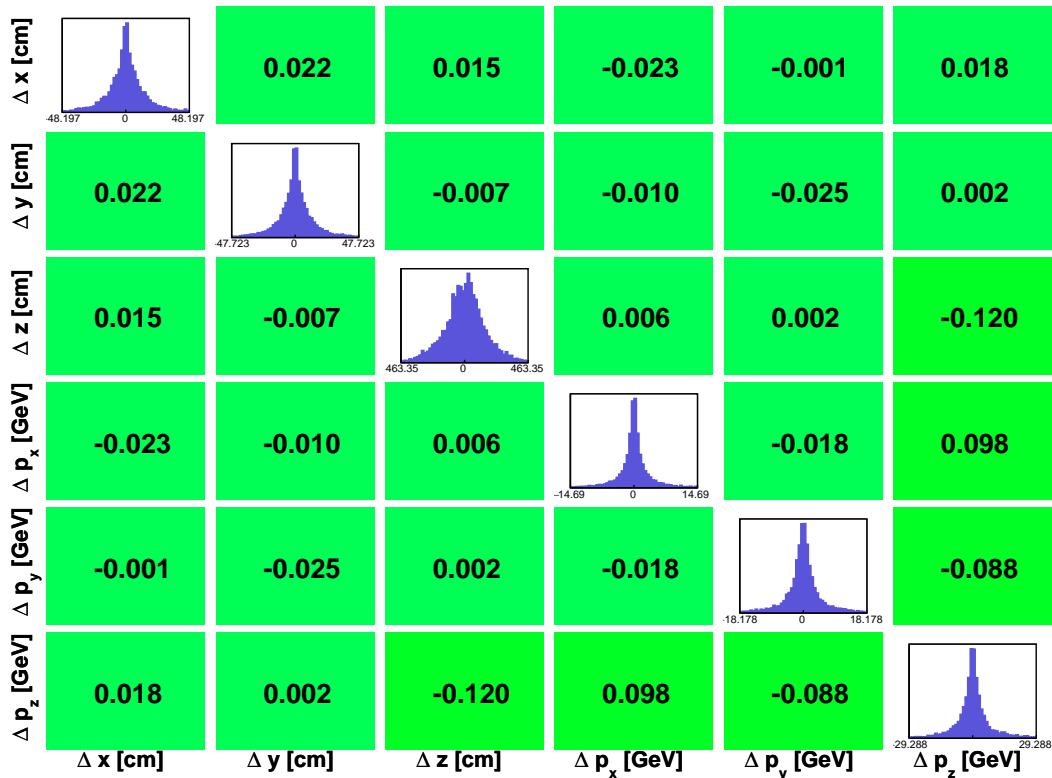 Δ x [cm]
-48.197 0 48.197
0.022 0.015 -0.023 -0.001 0.018
Δ y [cm]
0.022
-47.723 0 47.723
-0.007 -0.010 -0.025 0.002
Δ z [cm]
0.015 -0.007
463.35 0 463.35
0.006 0.002 -0.120
Δ p_x [GeV]
-0.023 -0.010 0.006
-14.69 0 14.69
-0.018 0.098
Δ p_y [GeV]
-0.001 -0.025 0.002 -0.018
-18.178 0 18.178
-0.088
Δ p_z [GeV]
0.018 0.002 -0.120 0.098 -0.088
-29.288 0 29.288
Δ x [cm] Δ y [cm] Δ z [cm] Δ p_x [GeV] Δ p_y [GeV] Δ p_z [GeV]